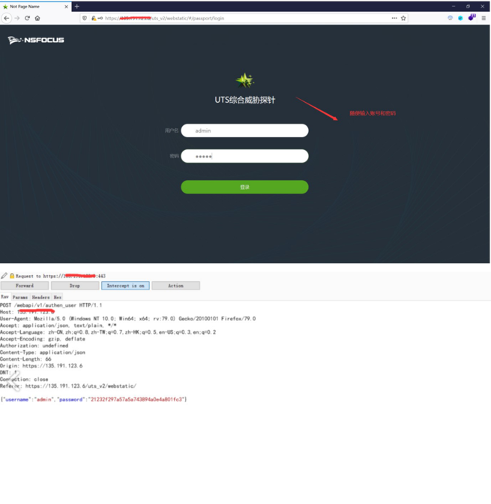 Not Page Name
https://
uts_v2/webstatic/#/passport/login
NSFOCUS
UTS综合威胁探针
用户名
admin
随便输入账号和密码
密码
登录
Request to https://
:443
Forward
Drop
Intercept is on
Action
Raw
Params
Headers
Hex
POST /webapi/v1/authen_user HTTP/1.1
Host:
User-Agent: Mozilla/5.0 (Windows NT 10.0; Win64; x64; rv:79.0) Gecko/20100101 Firefox/79.0
Accept: application/json, text/plain, */*
Accept-Language: zh-CN,zh;q=0.8,zh-TW;q=0.7,zh-HK;q=0.5,en-US;q=0.3,en;q=0.2
Accept-Encoding: gzip, deflate
Authorization: undefined
Content-Type: application/json
Content-Length: 66
Origin: https://135.191.123.6
DNT: 1
Connection: close
Referer: https://135.191.123.6/uts_v2/webstatic/
{"username":"admin","password":"21232f297a57a5a743894a0e4a801fc3"}